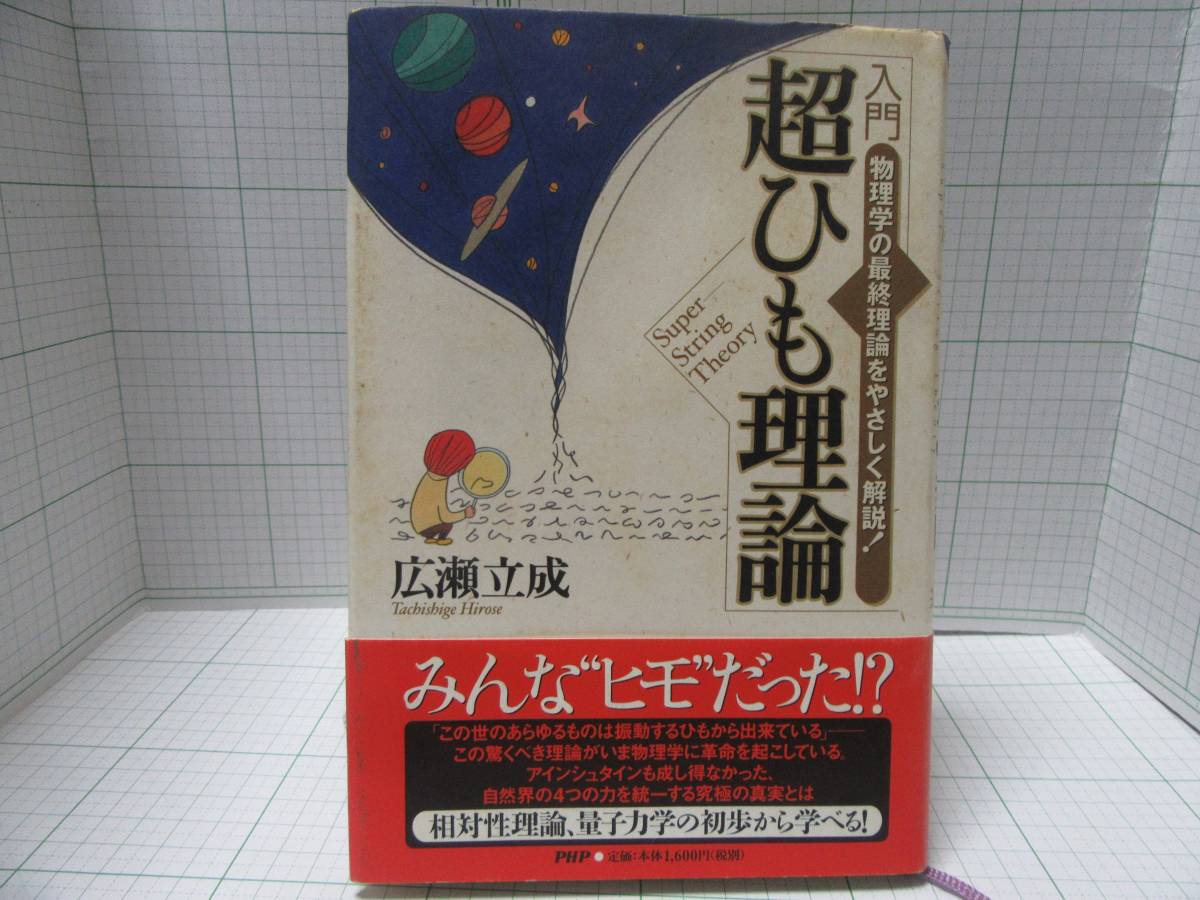 入門
超ひも理論
物理学の最終理論をやさしく解説!
Super
String
Theory
広瀬立成
Tachishige Hirose
みんな“ヒモ”だった!?
「この世のあらゆるものは振動するひもから出来ている」――
この驚くべき理論がいま物理学に革命を起こしている。
アインシュタインも成し得なかった、
自然界の4つの力を統一する究極の真実とは
相対性理論、量子力学の初歩から学べる!
PHP●定価:本体1,600円(税別)